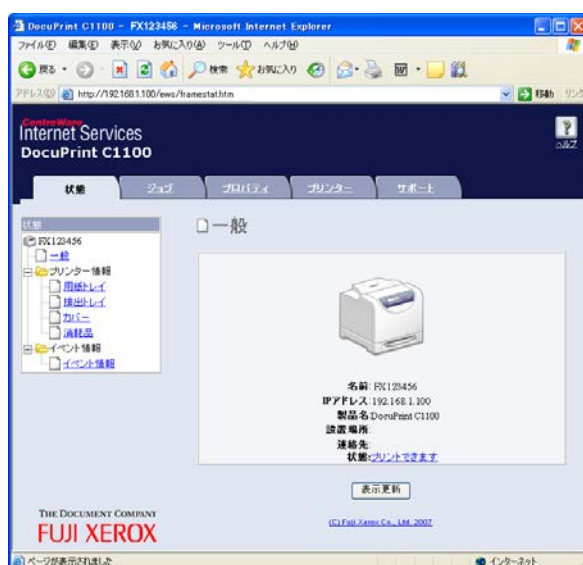 DocuPrint C1100 - FX123456 - Microsoft Internet Explorer
ファイル(F) 編集(E) 表示(V) お気に入り(A) ツール(T) ヘルプ(H)
戻る 検索 お気に入り
アドレス(D) http://192.168.1.100/ews/framestat.htm 移動 リンク
CentreWare
Internet Services
DocuPrint C1100
ヘルプ
状態 ジョブ プロパティ プリンター サポート
状態
FX123456
一般
プリンター情報
用紙トレイ
排出トレイ
カバー
消耗品
イベント情報
イベント情報
一般
名前: FX123456
IPアドレス: 192.168.1.100
製品名: DocuPrint C1100
設置場所:
連絡先:
状態: プリントできます
表示更新
THE DOCUMENT COMPANY
FUJI XEROX
(C) Fuji Xerox Co., Ltd. 2007
ページが表示されました インターネット